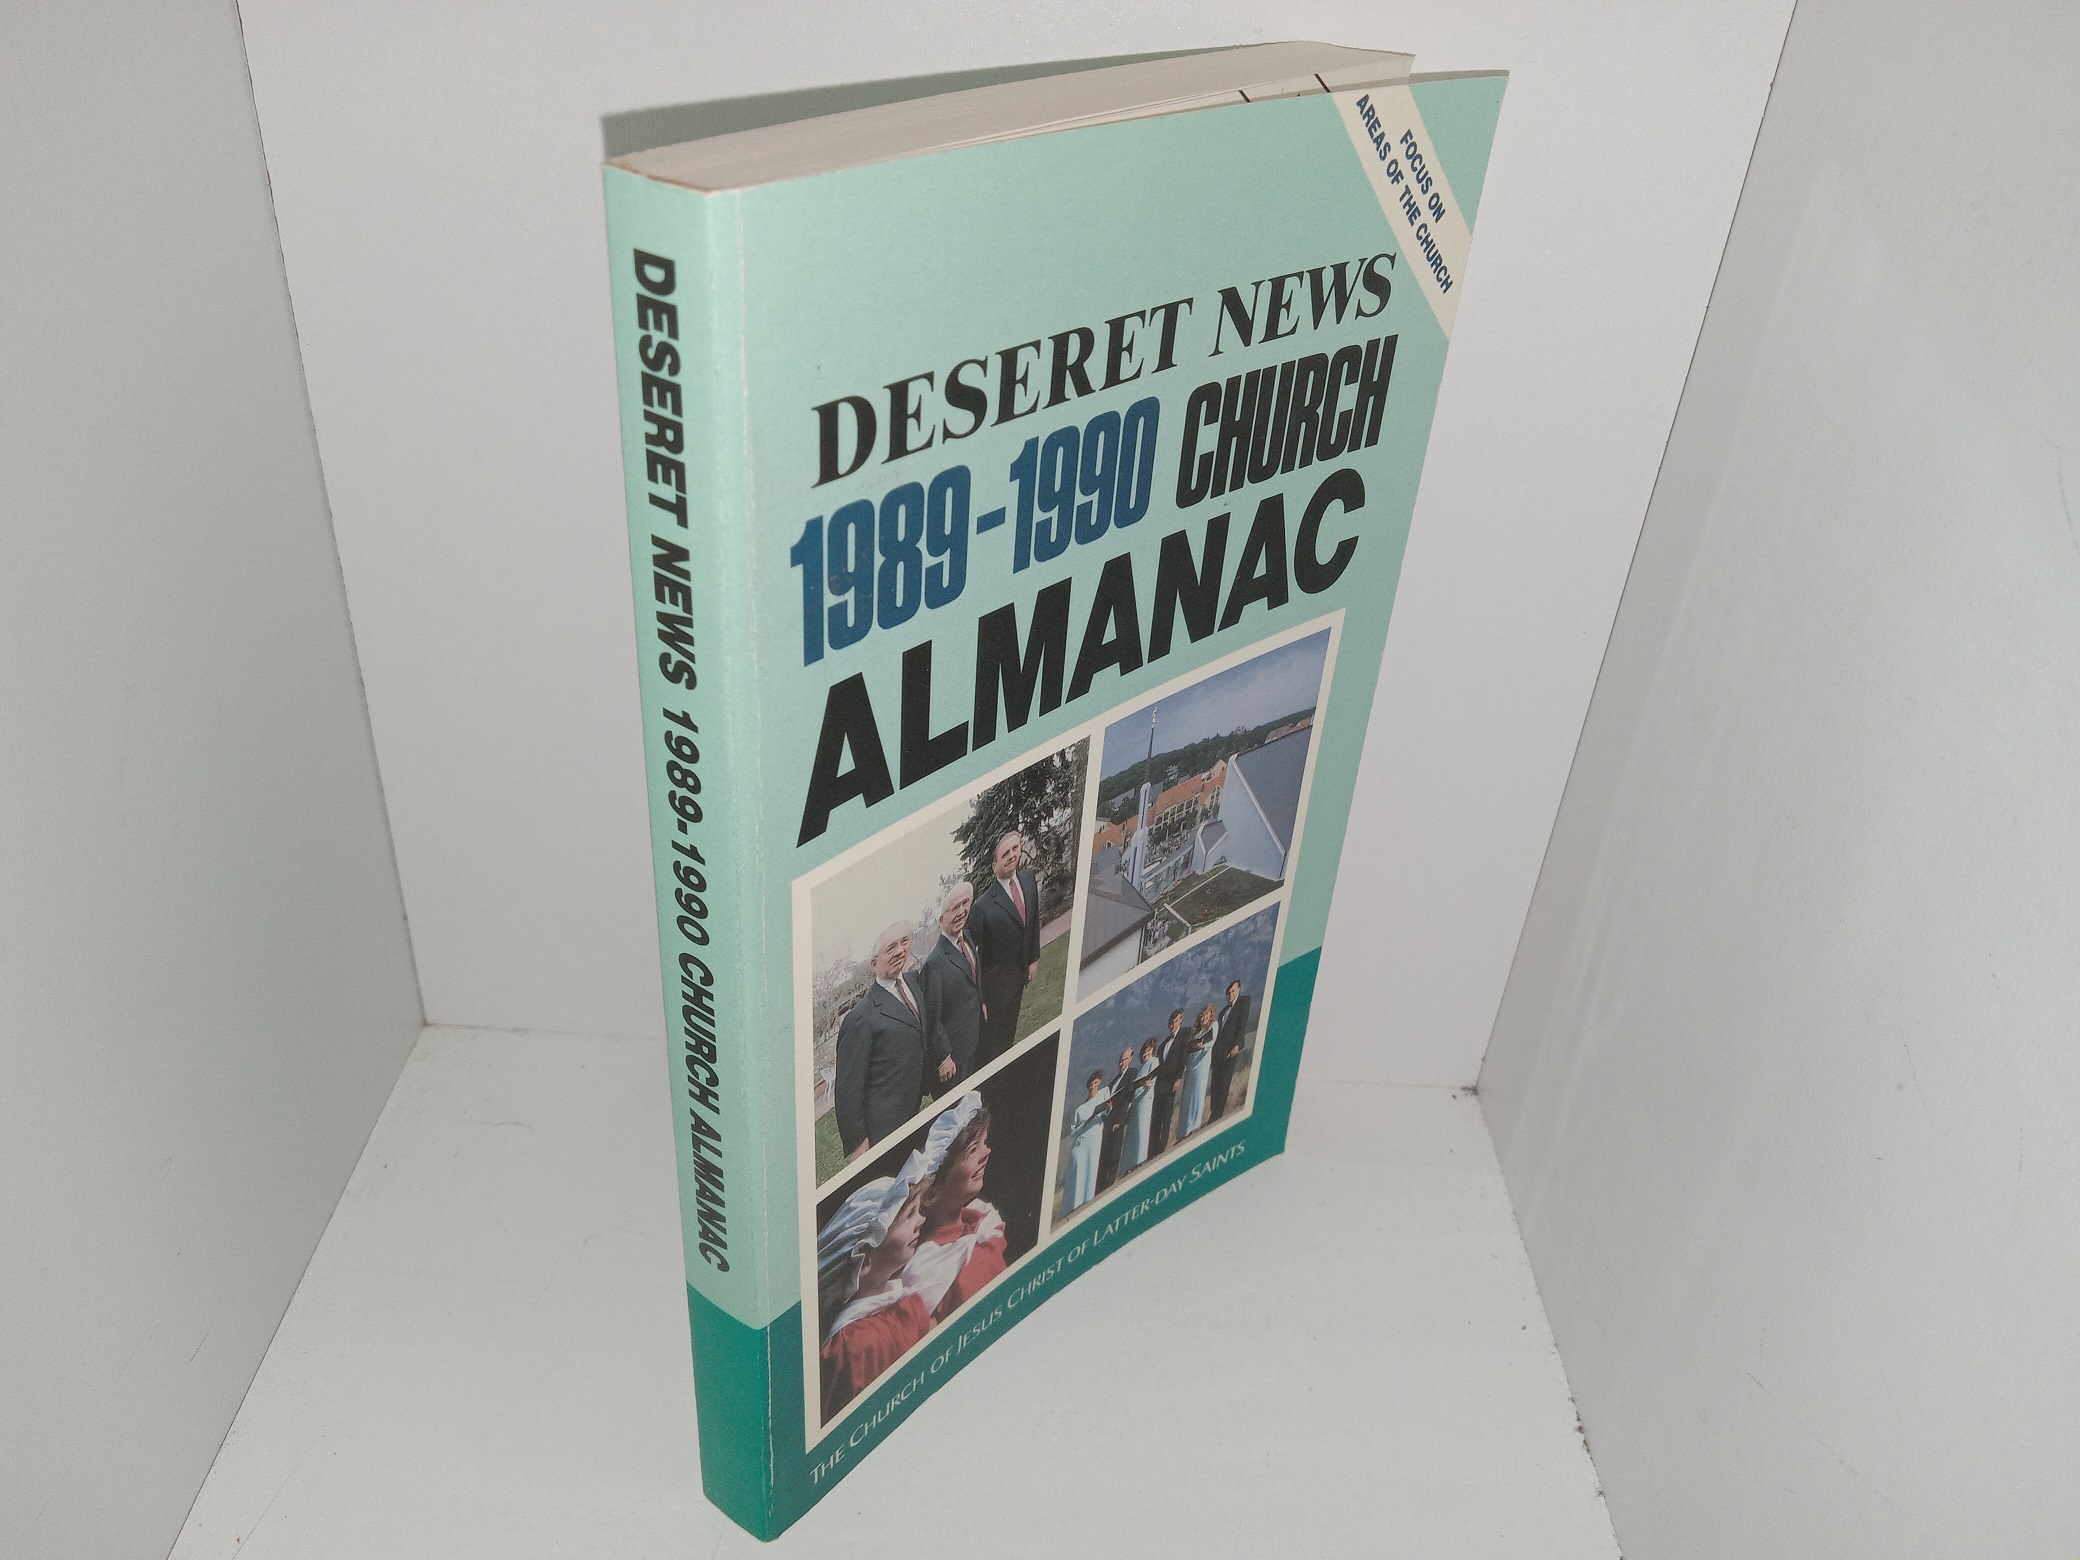 DESERET NEWS 1989-1990 CHURCH ALMANAC
FOCUS ON
AREAS OF THE CHURCH
DESERET NEWS
1989-1990 CHURCH
ALMANAC
THE CHURCH OF JESUS CHRIST OF LATTER-DAY SAINTS